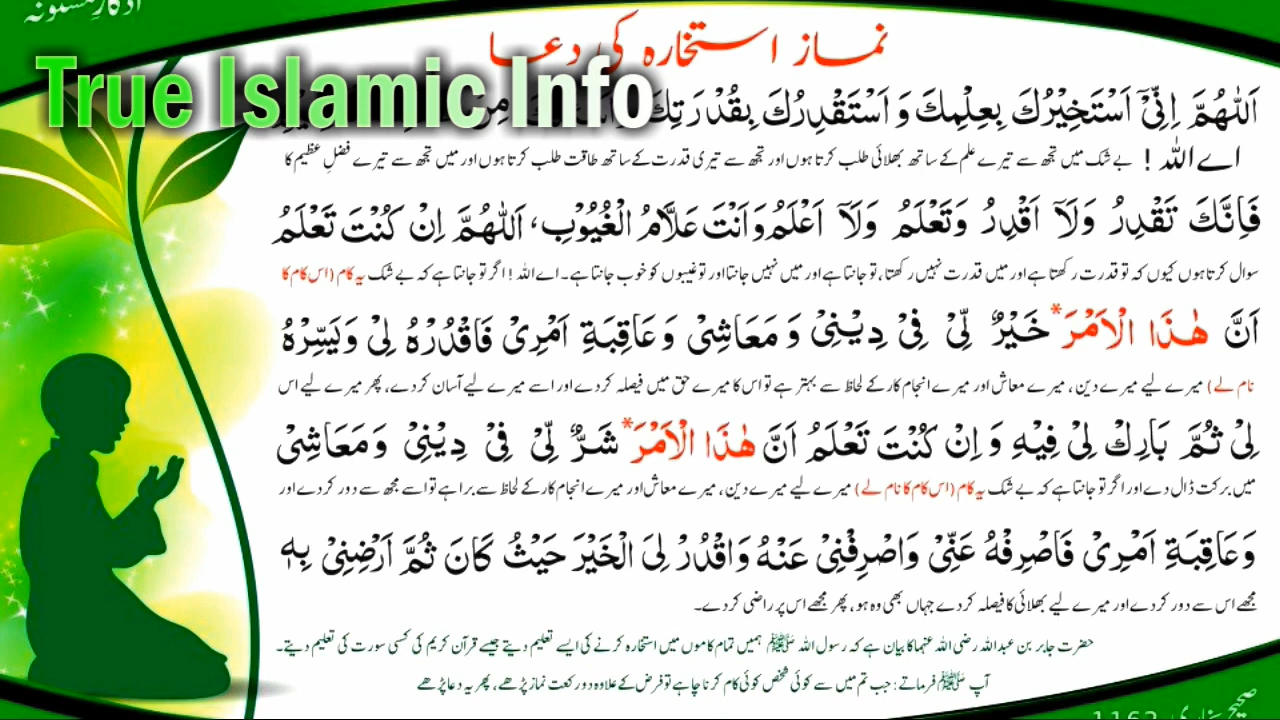 اذکارِ مسنونہ
نماز استخارہ کی دعا
True Islamic Info
اَللّٰهُمَّ اِنِّیْٓ اَسْتَخِیْرُكَ بِعِلْمِكَ وَ اَسْتَقْدِرُكَ بِقُدْرَتِكَ
اے اللہ ! بے شک میں تجھ سے تیرے علم کے ساتھ بھلائی طلب کرتا ہوں اور تجھ سے تیری قدرت کے ساتھ طاقت طلب کرتا ہوں اور میں تجھ سے تیرے فضلِ عظیم کا
فَاِنَّكَ تَقْدِرُ وَلَآ اَقْدِرُ وَتَعْلَمُ وَلَآ اَعْلَمُ وَاَنْتَ عَلَّامُ الْغُیُوْبِ، اَللّٰهُمَّ اِنْ كُنْتَ تَعْلَمُ
سوال کرتا ہوں کیوں کہ تو قدرت رکھتا ہے اور میں قدرت نہیں رکھتا، تو جانتا ہے اور میں نہیں جانتا اور تو غیبوں کو خوب جانتا ہے۔ اے اللہ ! اگر تو جانتا ہے کہ بے شک یہ کام (اس کام کا
اَنَّ هٰذَا الْاَمْرَ* خَیْرٌ لِّیْ فِیْ دِیْنِیْ وَ مَعَاشِیْ وَ عَاقِبَةِ اَمْرِیْ فَاقْدُرْهُ لِیْ وَیَسِّرْهُ
نام لے) میرے لیے میرے دین، میرے معاش اور میرے انجام کار کے لحاظ سے بہتر ہے تو اس کا میرے حق میں فیصلہ کر دے اور اسے میرے لیے آسان کر دے، پھر میرے لیے اس
لِیْ ثُمَّ بَارِكْ لِیْ فِیْهِ وَ اِنْ كُنْتَ تَعْلَمُ اَنَّ هٰذَا الْاَمْرَ* شَرٌّ لِّیْ فِیْ دِیْنِیْ وَمَعَاشِیْ
میں برکت ڈال دے اور اگر تو جانتا ہے کہ بے شک یہ کام (اس کام کا نام لے) میرے لیے میرے دین، میرے معاش اور میرے انجام کار کے لحاظ سے برا ہے تو اسے مجھ سے دور کر دے اور
وَعَاقِبَةِ اَمْرِیْ فَاصْرِفْهُ عَنِّیْ وَاصْرِفْنِیْ عَنْهُ وَاقْدُرْ لِیَ الْخَیْرَ حَیْثُ كَانَ ثُمَّ اَرْضِنِیْ بِهٖ
مجھے اس سے دور کر دے اور میرے لیے بھلائی کا فیصلہ کر دے جہاں بھی وہ ہو، پھر مجھے اس پر راضی کر دے۔
حضرت جابر بن عبداللہ رضی اللہ عنہما کا بیان ہے کہ رسول اللہ ﷺ ہمیں تمام کاموں میں استخارہ کرنے کی ایسے تعلیم دیتے جیسے قرآن کریم کی کسی سورت کی تعلیم دیتے۔
آپ ﷺ فرماتے : جب تم میں سے کوئی شخص کوئی کام کرنا چاہے تو فرض کے علاوہ دو رکعت نماز پڑھے، پھر یہ دعا پڑھے
صحیح بخاری 1162